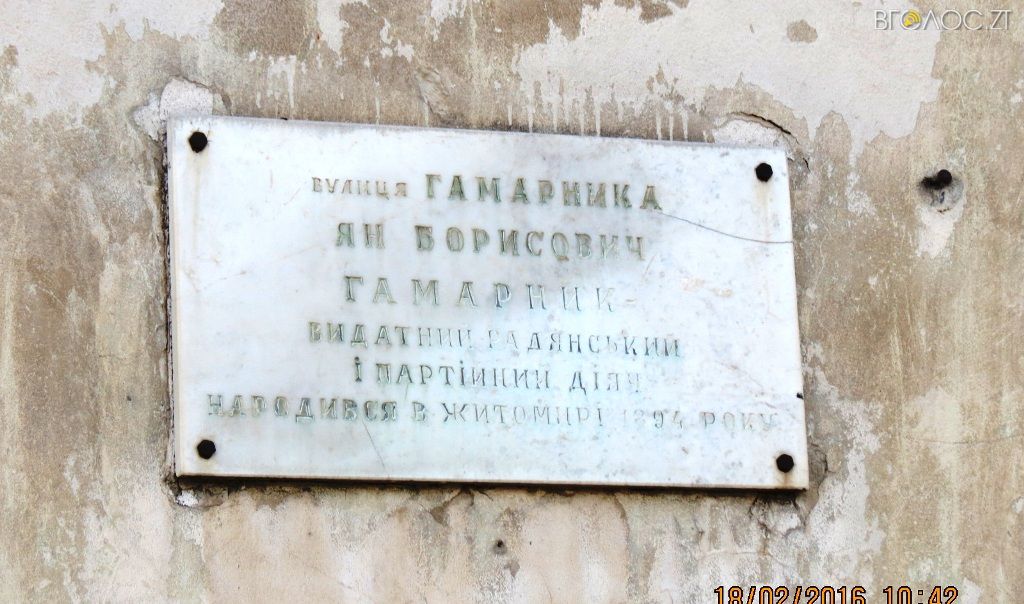 ВГОЛОС.ZT
ВУЛИЦЯ ГАМАРНИКА
ЯН БОРИСОВИЧ
ГАМАРНИК-
ВИДАТНИЙ РАДЯНСЬКИЙ
І ПАРТІЙНИЙ ДІЯЧ
НАРОДИВСЯ В ЖИТОМИРІ 1894 РОКУ
18/02/2016 10:42